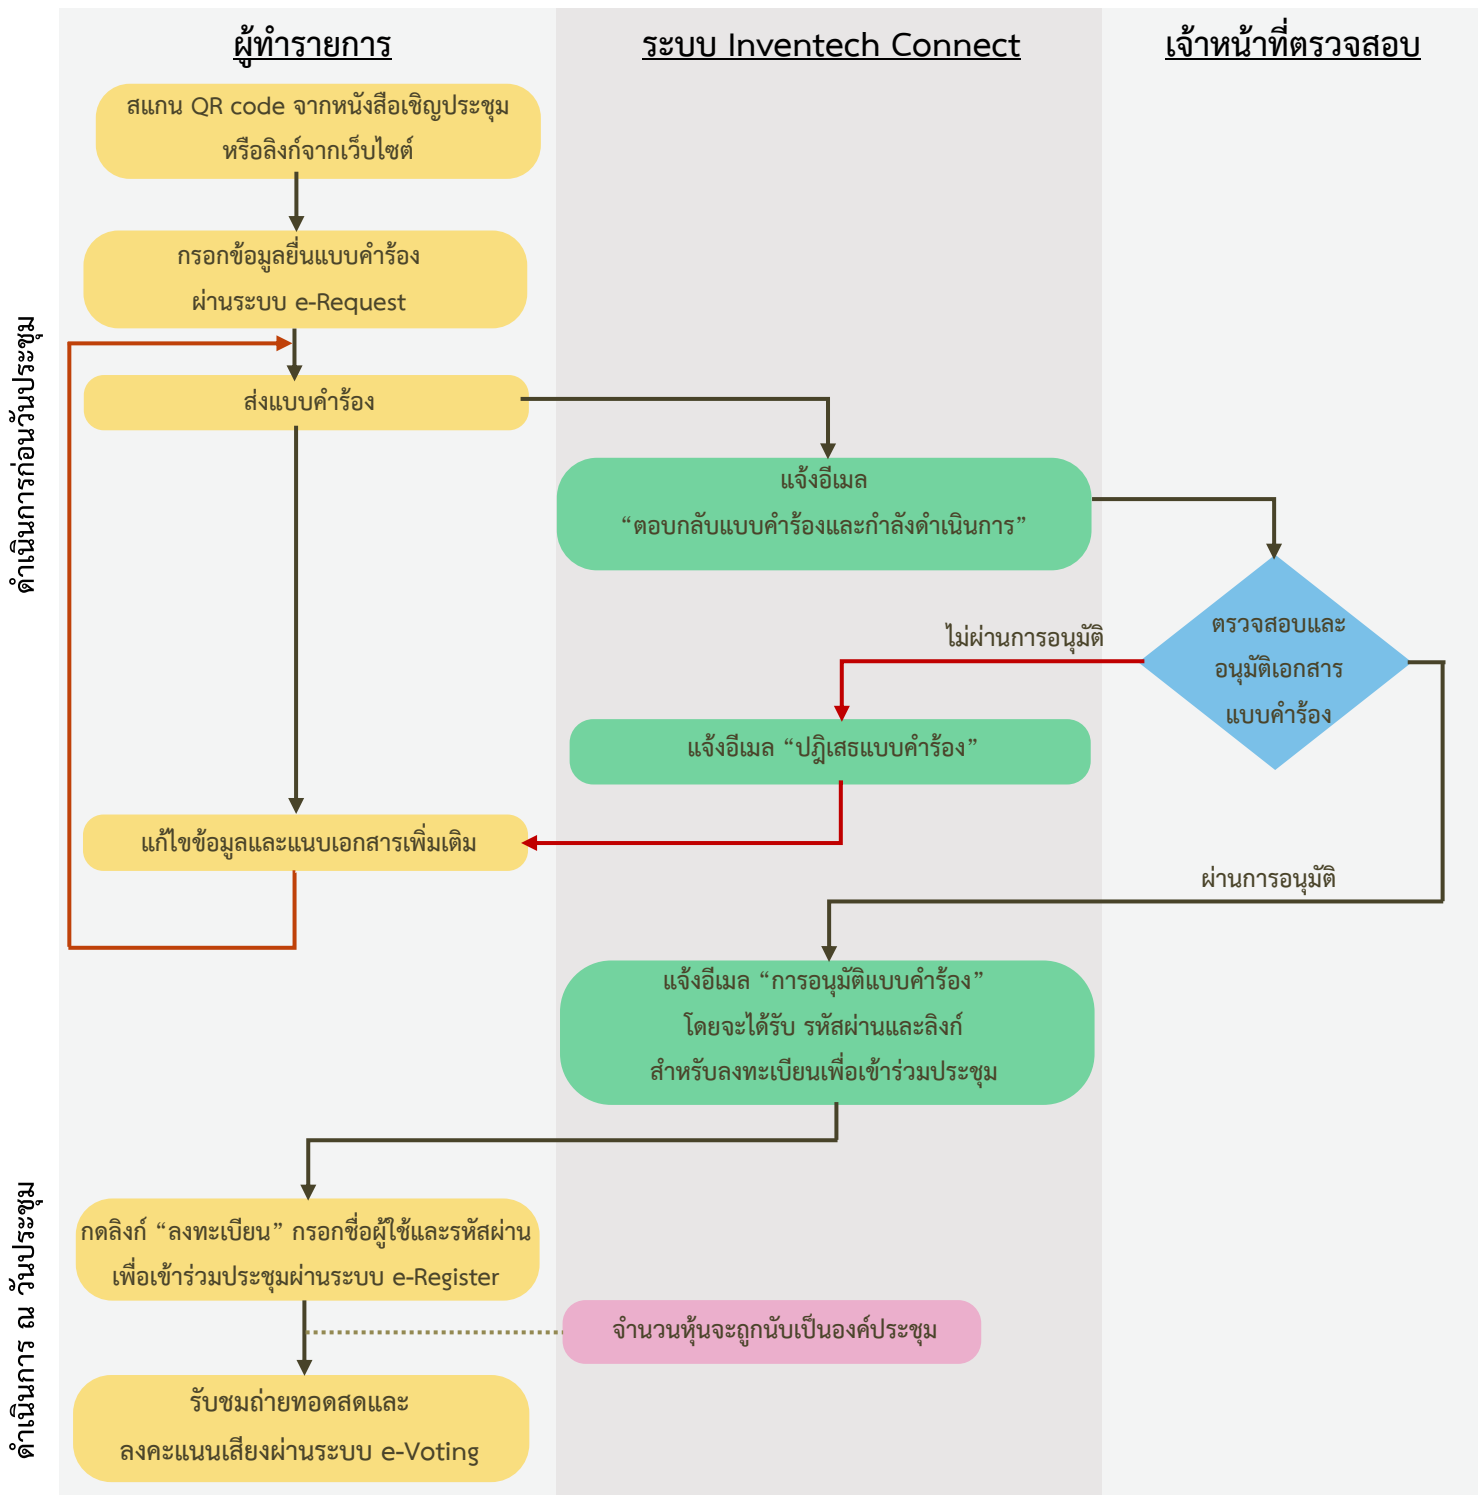 ผู้ทำรายการ
ระบบ Inventech Connect
เจ้าหน้าที่ตรวจสอบ
ดำเนินการก่อนวันประชุม
สแกน QR code จากหนังสือเชิญประชุม
หรือลิงก์จากเว็บไซต์
กรอกข้อมูลยื่นแบบคำร้อง
ผ่านระบบ e-Request
ส่งแบบคำร้อง
แจ้งอีเมล
“ตอบกลับแบบคำร้องและกำลังดำเนินการ”
ตรวจสอบและ
อนุมัติเอกสาร
แบบคำร้อง
ไม่ผ่านการอนุมัติ
แจ้งอีเมล “ปฎิเสธแบบคำร้อง”
แก้ไขข้อมูลและแนบเอกสารเพิ่มเติม
ผ่านการอนุมัติ
แจ้งอีเมล “การอนุมัติแบบคำร้อง”
โดยจะได้รับ รหัสผ่านและลิงก์
สำหรับลงทะเบียนเพื่อเข้าร่วมประชุม
ดำเนินการ ณ วันประชุม
กดลิงก์ “ลงทะเบียน” กรอกชื่อผู้ใช้และรหัสผ่าน
เพื่อเข้าร่วมประชุมผ่านระบบ e-Register
จำนวนหุ้นจะถูกนับเป็นองค์ประชุม
รับชมถ่ายทอดสดและ
ลงคะแนนเสียงผ่านระบบ e-Voting